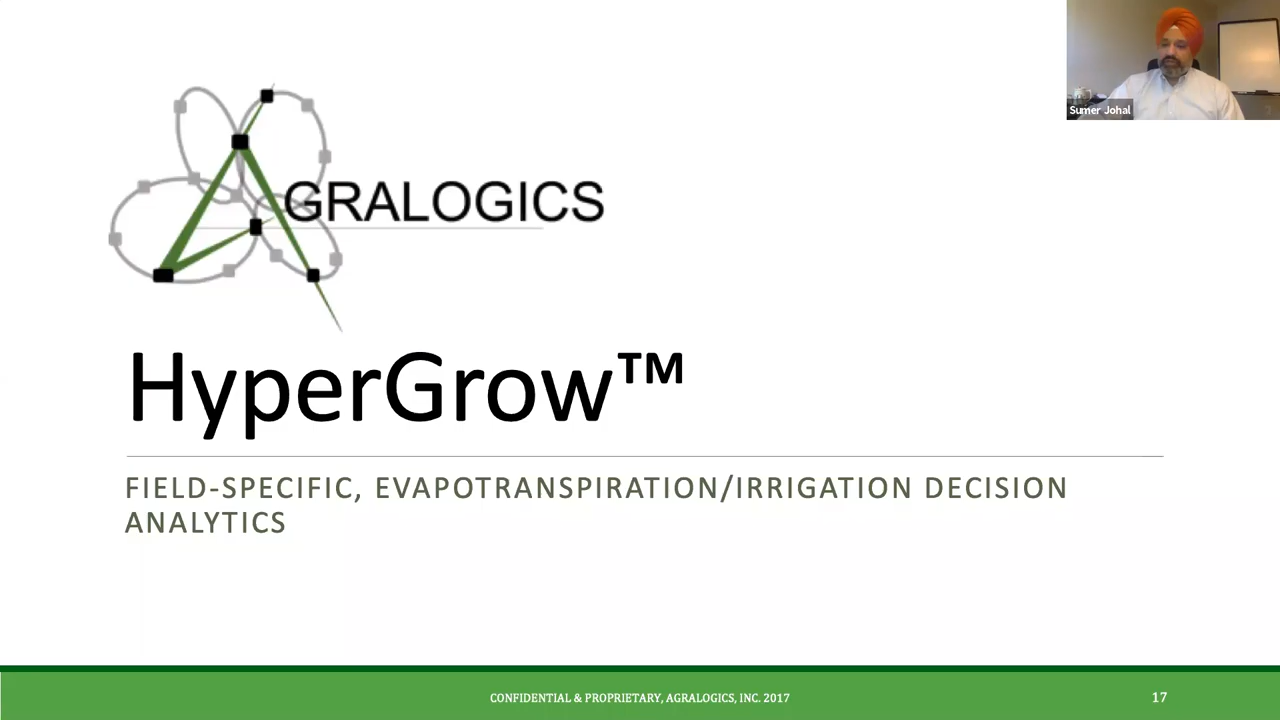 Sumer Johal
AGRALOGICS
HyperGrow™
FIELD-SPECIFIC, EVAPOTRANSPIRATION/IRRIGATION DECISION
ANALYTICS
CONFIDENTIAL & PROPRIETARY, AGRALOGICS, INC. 2017
17